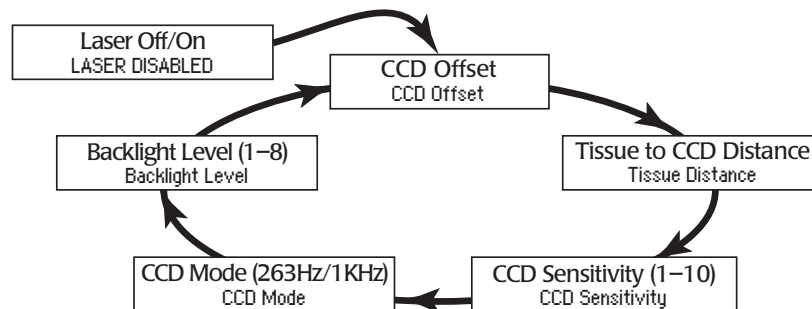 Laser Off/On
LASER DISABLED
CCD Offset
CCD Offset
Backlight Level (1–8)
Backlight Level
Tissue to CCD Distance
Tissue Distance
CCD Mode (263Hz/1KHz)
CCD Mode
CCD Sensitivity (1–10)
CCD Sensitivity